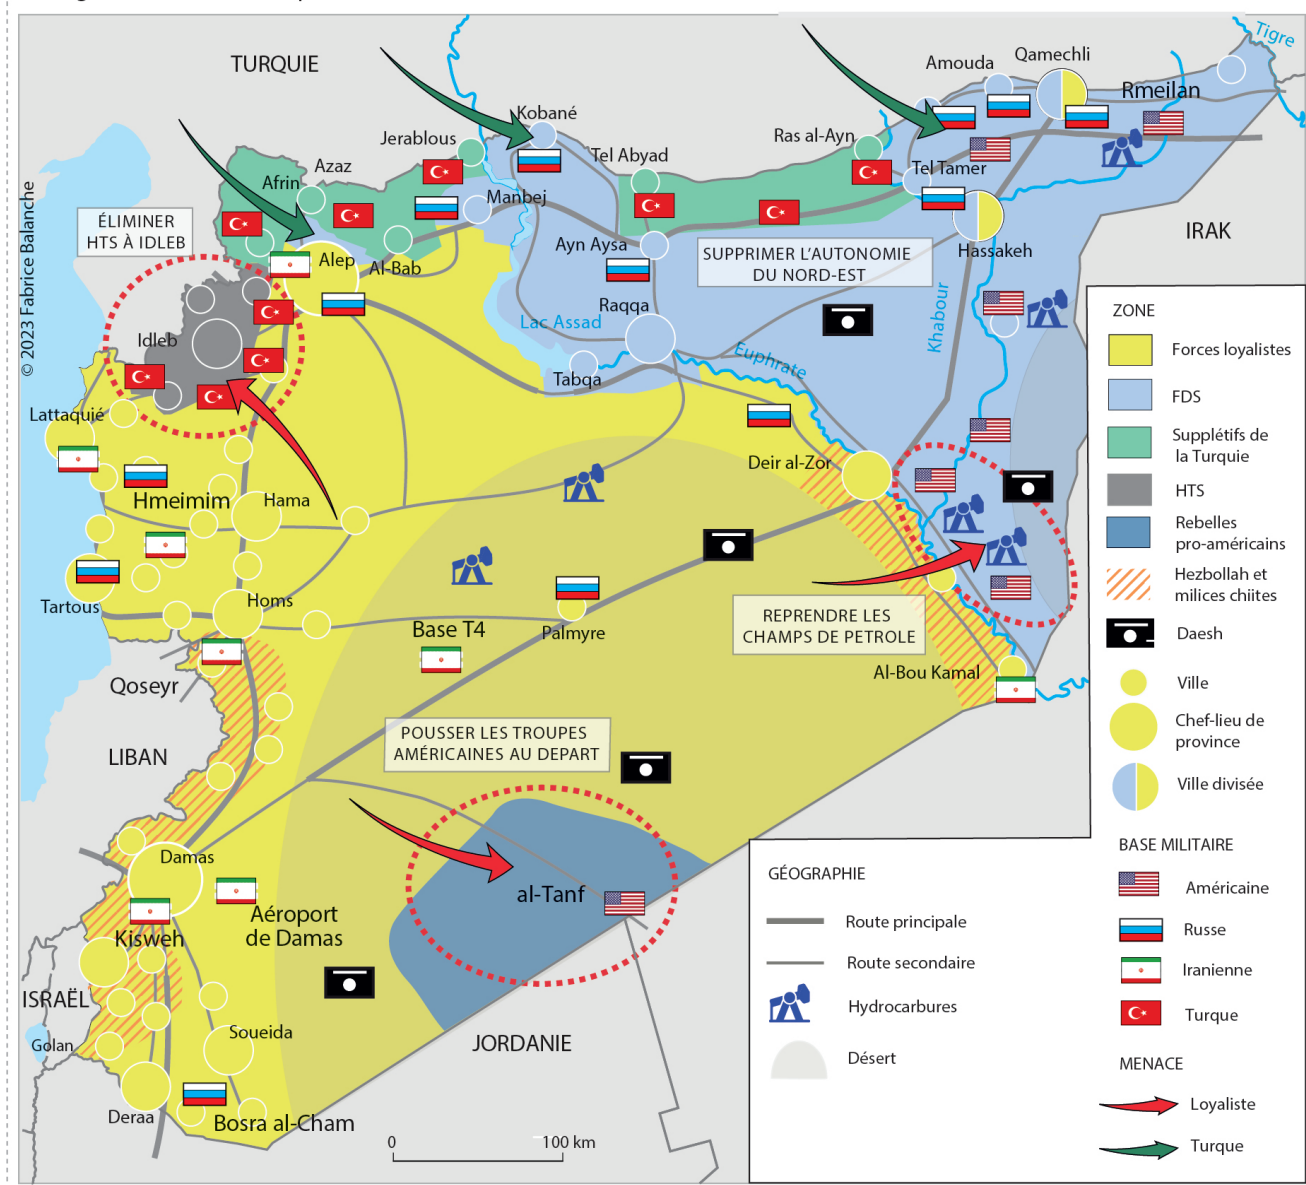 TURQUIE
Tigre
Qamechli
Amouda
Rmeilan
Kobané
Jerablous
Ras al-Ayn
Tel Abyad
Azaz
Afrin
Tel Tamer
Manbej
© 2023 Fabrice Balanche
ÉLIMINER
HTS À IDLEB
IRAK
Ayn Aysa
SUPPRIMER L’AUTONOMIE
DU NORD-EST
Hassakeh
Alep
Al-Bab
Raqqa
Khabour
Lac Assad
Idleb
Euphrate
Tabqa
Lattaquié
Deir al-Zor
Hmeimim
Hama
Tartous
Homs
Base T4
Palmyre
REPRENDRE LES
CHAMPS DE PETROLE
Al-Bou Kamal
Qoseyr
POUSSER LES TROUPES
AMÉRICAINES AU DEPART
LIBAN
Damas
al-Tanf
Aéroport
de Damas
Kisweh
ISRAËL
Golan
Soueida
JORDANIE
Deraa
Bosra al-Cham
0
100 km
ZONE
Forces loyalistes
FDS
Supplétifs de
la Turquie
HTS
Rebelles
pro-américains
Hezbollah et
milices chiites
Daesh
Ville
Chef-lieu de
province
Ville divisée
BASE MILITAIRE
Américaine
Russe
Iranienne
Turque
MENACE
Loyaliste
Turque
GÉOGRAPHIE
Route principale
Route secondaire
Hydrocarbures
Désert